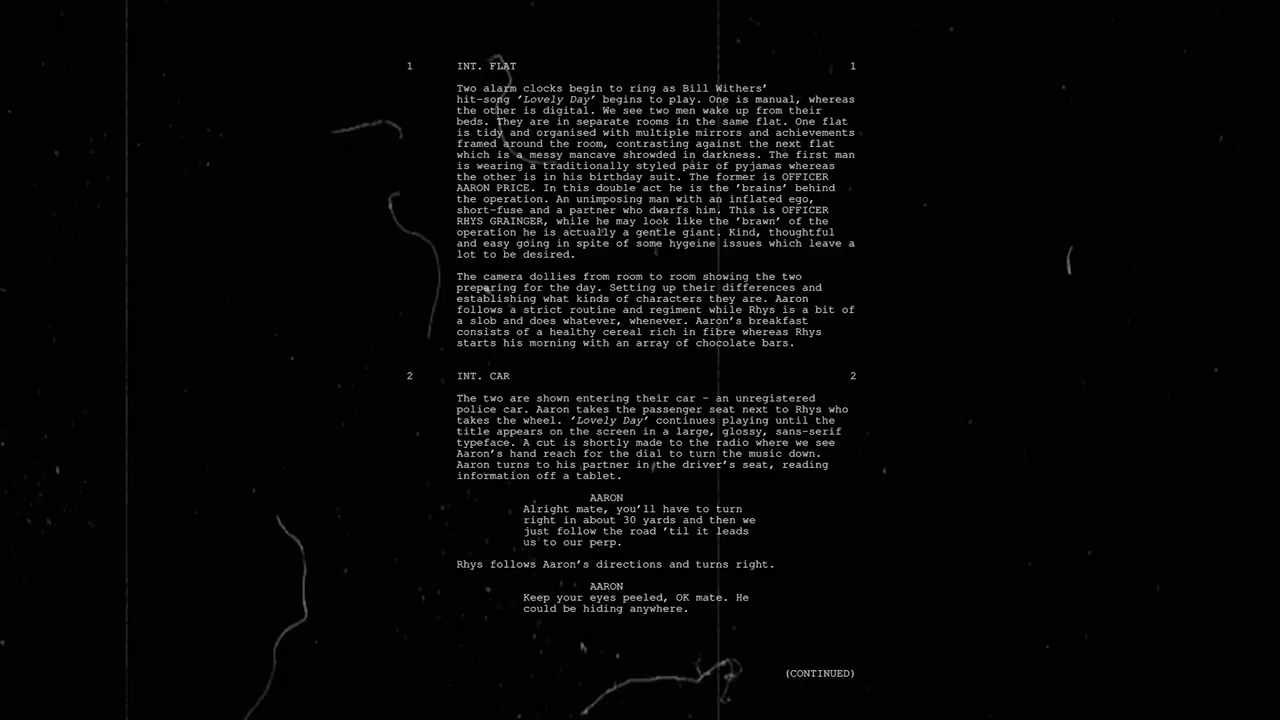 1 INT. FLAT 1
Two alarm clocks begin to ring as Bill Withers'
hit-song 'Lovely Day' begins to play. One is manual, whereas
the other is digital. We see two men wake up from their
beds. They are in separate rooms in the same flat. One flat
is tidy and organised with multiple mirrors and achievements
framed around the room, contrasting against the next flat
which is a messy mancave shrowded in darkness. The first man
is wearing a traditionally styled pair of pyjamas whereas
the other is in his birthday suit. The former is OFFICER
AARON PRICE. In this double act he is the 'brains' behind
the operation. An unimposing man with an inflated ego,
short-fuse and a partner who dwarfs him. This is OFFICER
RHYS GRAINGER, while he may look like the 'brawn' of the
operation he is actually a gentle giant. Kind, thoughtful
and easy going in spite of some hygeine issues which leave a
lot to be desired.
The camera dollies from room to room showing the two
preparing for the day. Setting up their differences and
establishing what kinds of characters they are. Aaron
follows a strict routine and regiment while Rhys is a bit of
a slob and does whatever, whenever. Aaron's breakfast
consists of a healthy cereal rich in fibre whereas Rhys
starts his morning with an array of chocolate bars.
2 INT. CAR 2
The two are shown entering their car - an unregistered
police car. Aaron takes the passenger seat next to Rhys who
takes the wheel. 'Lovely Day' continues playing until the
title appears on the screen in a large, glossy, sans-serif
typeface. A cut is shortly made to the radio where we see
Aaron's hand reach for the dial to turn the music down.
Aaron turns to his partner in the driver's seat, reading
information off a tablet.
AARON
Alright mate, you'll have to turn
right in about 30 yards and then we
just follow the road 'til it leads
us to our perp.
Rhys follows Aaron's directions and turns right.
AARON
Keep your eyes peeled, OK mate. He
could be hiding anywhere.
(CONTINUED)